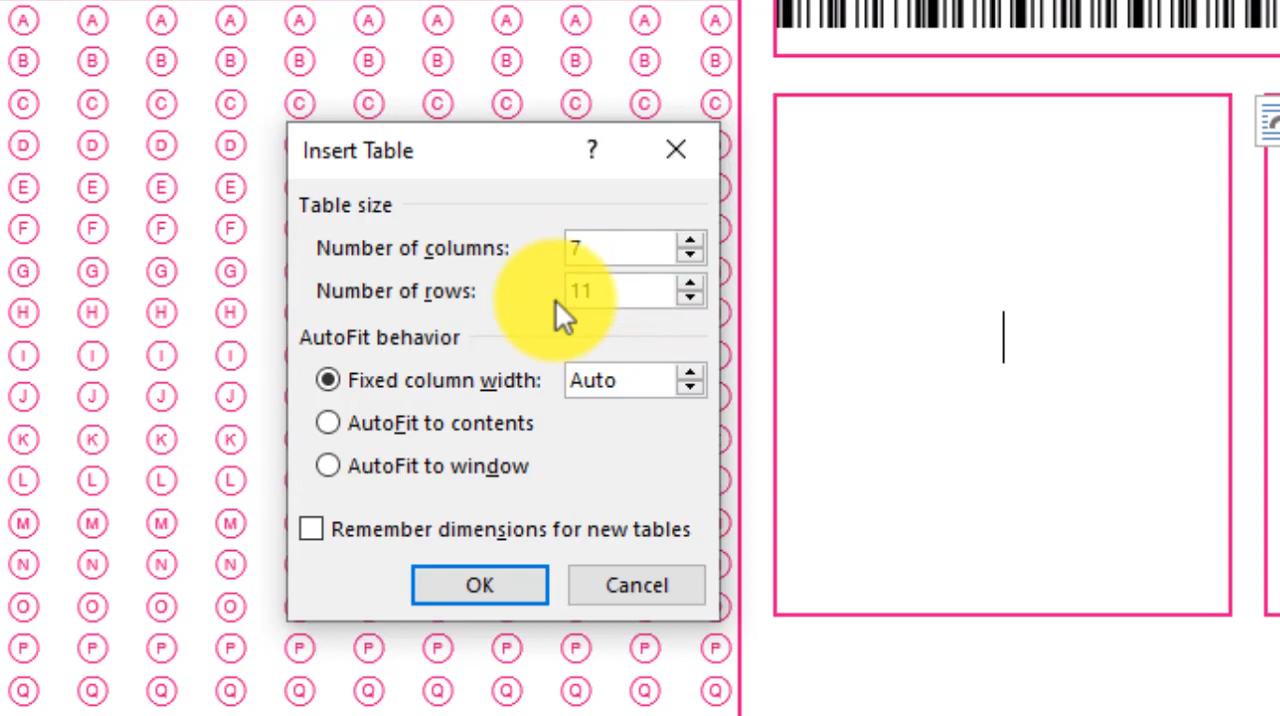 A A A A A A A A A A A
B B B B B B B B B B B
C C C C C C C C C C C
D D D D
E E E E
F F F F
G G G G
H H H H
I I I I
J J J J
K K K K
L L L L
M M M M
N N N N
O O O O
P P P P P P P P P P P
Q Q Q Q Q Q Q Q Q Q Q
Insert Table ?
Table size
Number of columns: 7
Number of rows: 11
AutoFit behavior
Fixed column width: Auto
AutoFit to contents
AutoFit to window
Remember dimensions for new tables
OK Cancel